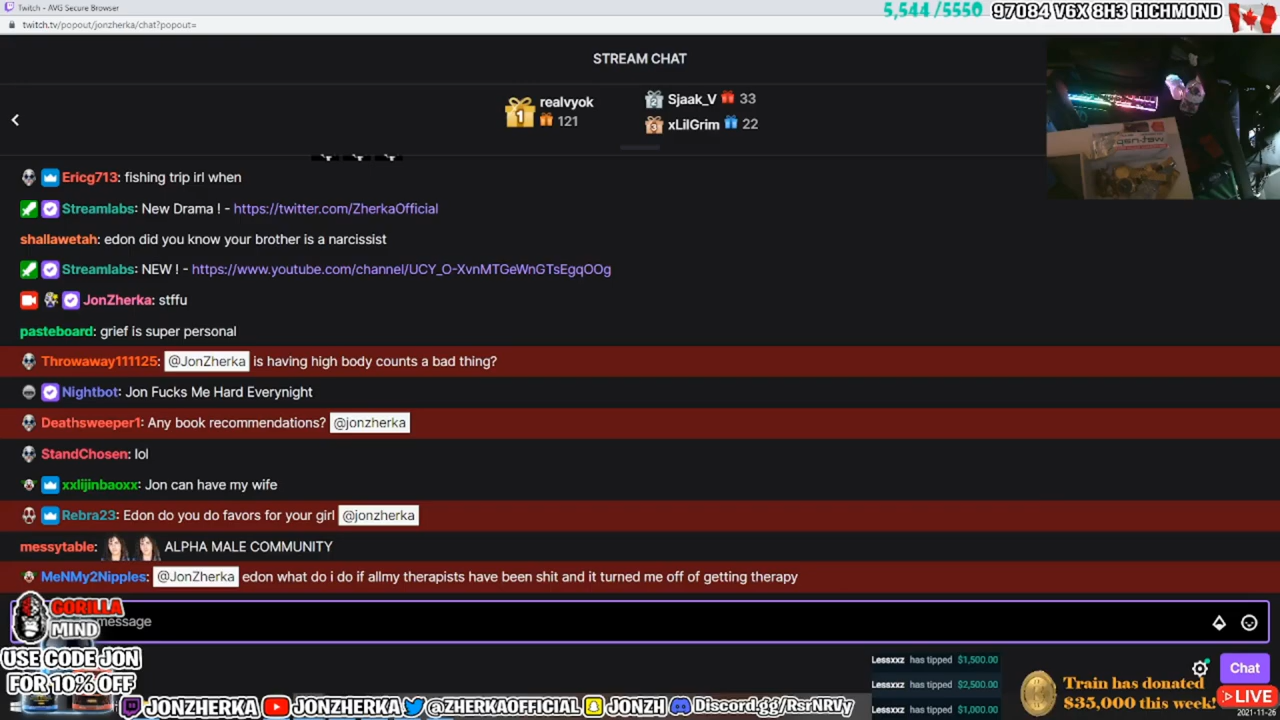 Twitch - AVG Secure Browser
twitch.tv/popout/jonzherka/chat?popout=
5,544 /5550 97084 V6X 8H3 RICHMOND
STREAM CHAT
1 realvyok 121
2 Sjaak_V 33
3 xLilGrim 22
Ericg713: fishing trip irl when
Streamlabs: New Drama ! - https://twitter.com/ZherkaOfficial
shallawetah: edon did you know your brother is a narcissist
Streamlabs: NEW ! - https://www.youtube.com/channel/UCY_O-XvnMTGeWnGTsEgqOOg
JonZherka: stffu
pasteboard: grief is super personal
Throwaway111125: @JonZherka is having high body counts a bad thing?
Nightbot: Jon Fucks Me Hard Everynight
Deathsweeper1: Any book recommendations? @jonzherka
StandChosen: lol
xxlijinbaoxx: Jon can have my wife
Rebra23: Edon do you do favors for your girl @jonzherka
messytable: ALPHA MALE COMMUNITY
MeNMy2Nipples: @JonZherka edon what do i do if allmy therapists have been shit and it turned me off of getting therapy
GORILLA
MIND
message
USE CODE JON
FOR 10% OFF
Lessxxz has tipped $1,500.00
Lessxxz has tipped $2,500.00
Lessxxz has tipped $1,000.00
Chat
Train has donated
$35,000 this week!
LIVE
2021-11-26
JONZHERKA JONZHERKA @ZHERKAOFFICIAL JONZH Discord.gg/RsrNRVy